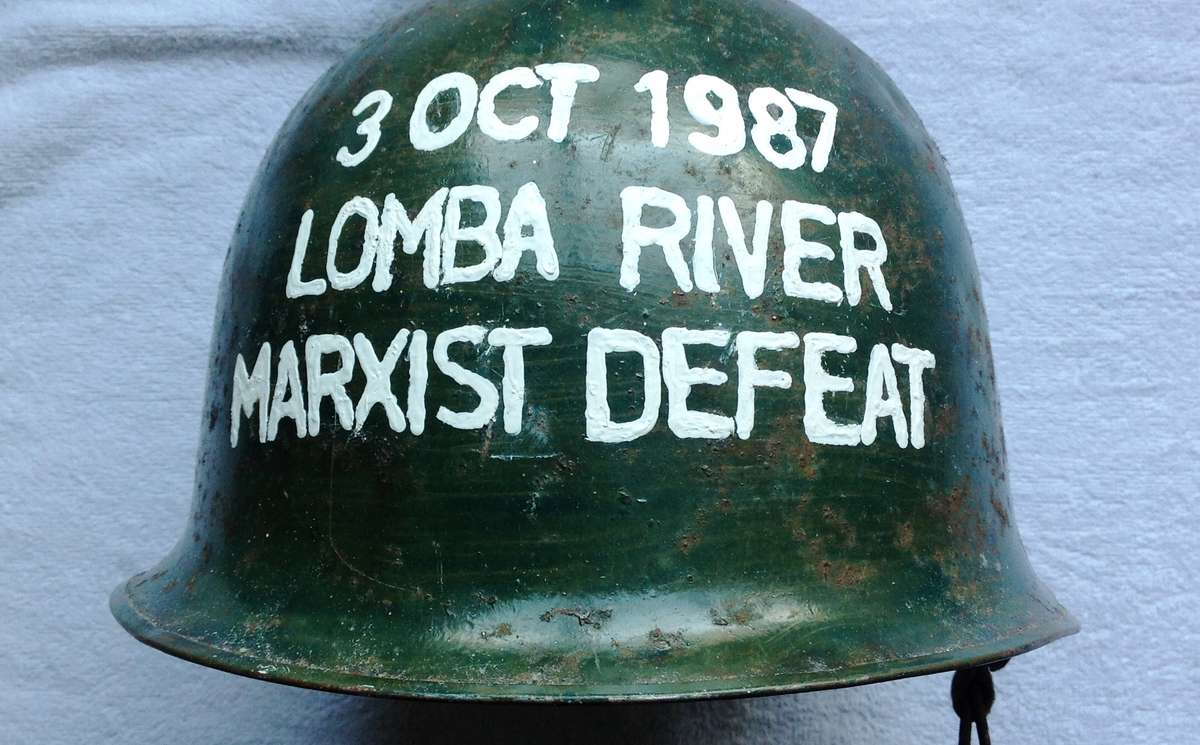 3 OCT 1987
LOMBA RIVER
MARXIST DEFEAT